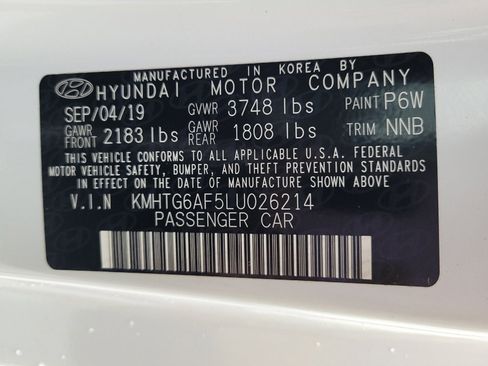 MANUFACTURED IN KOREA BY
HYUNDAI MOTOR COMPANY
SEP/04/19 GVWR 3748 lbs PAINT P6W
GAWR FRONT 2183 lbs GAWR REAR 1808 lbs TRIM NNB
THIS VEHICLE CONFORMS TO ALL APPLICABLE U.S.A. FEDERAL
MOTOR VEHICLE SAFETY, BUMPER, AND THEFT PREVENTION STANDARDS
IN EFFECT ON THE DATE OF MANUFACTURE SHOWN ABOVE
V.I.N KMHTG6AF5LU026214
PASSENGER CAR